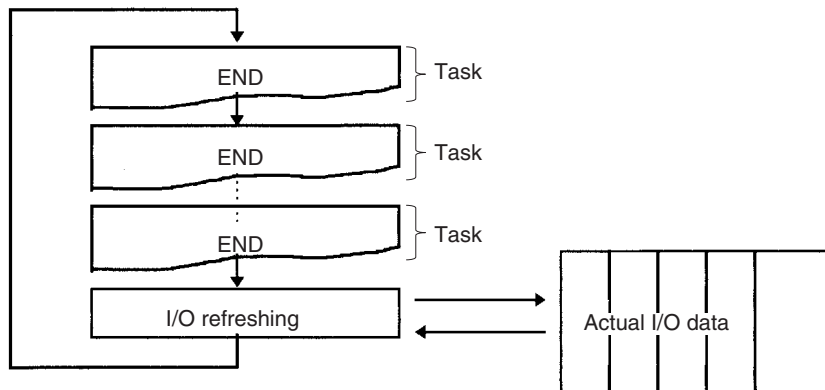 END
Task
END
Task
END
Task
I/O refreshing
Actual I/O data